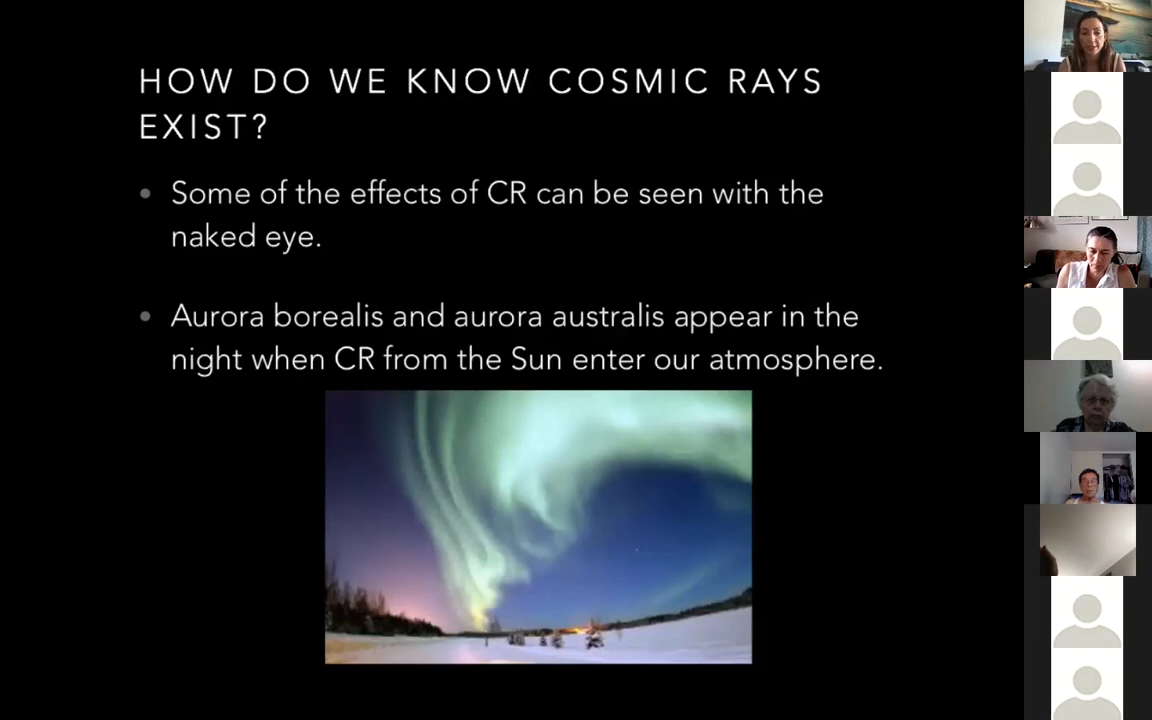 HOW DO WE KNOW COSMIC RAYS
EXIST?
• Some of the effects of CR can be seen with the
naked eye.
• Aurora borealis and aurora australis appear in the
night when CR from the Sun enter our atmosphere.